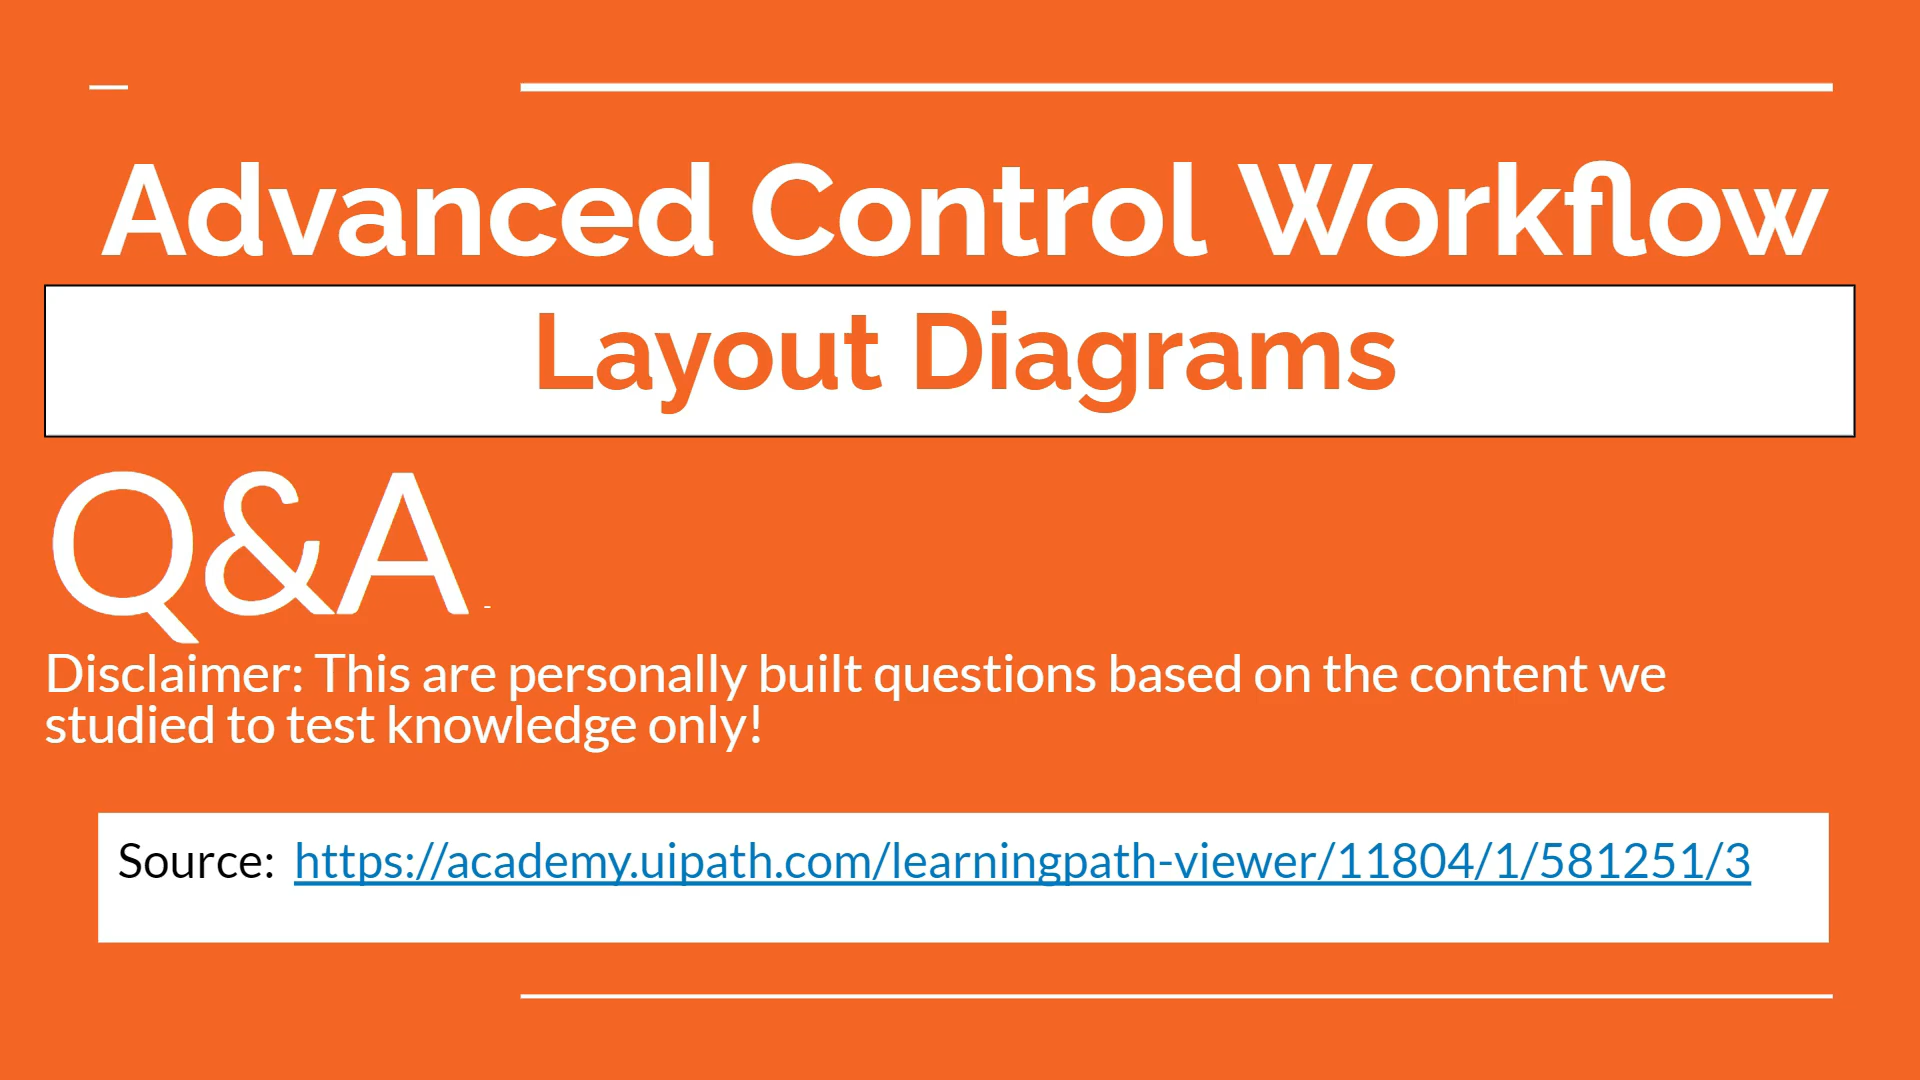 Advanced Control Workflow
Layout Diagrams
Q&A -
Disclaimer: This are personally built questions based on the content we
studied to test knowledge only!
Source: https://academy.uipath.com/learningpath-viewer/11804/1/581251/3